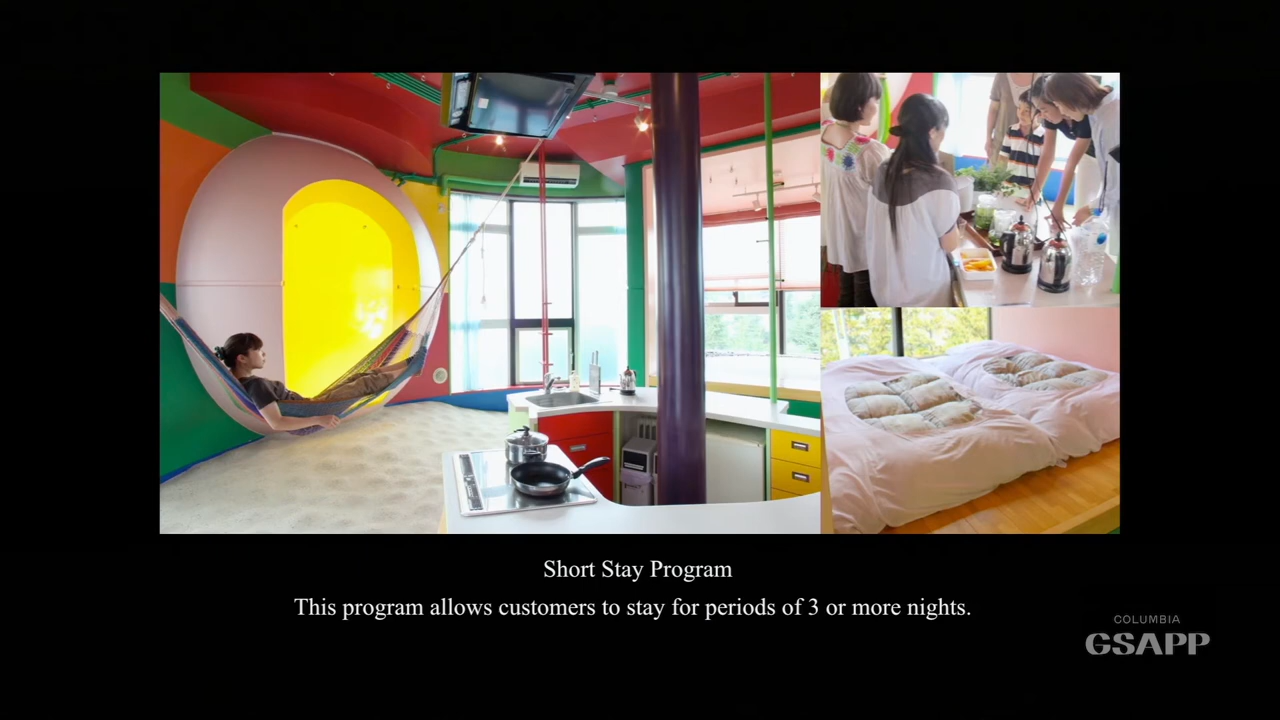 Short Stay Program
This program allows customers to stay for periods of 3 or more nights.
COLUMBIA
GSAPP